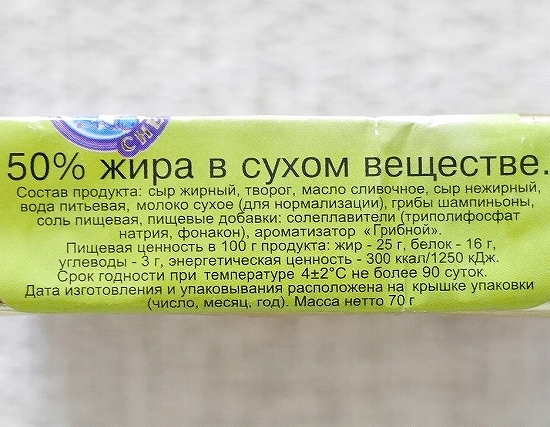 СНЕ
50% жира в сухом веществе.
Состав продукта: сыр жирный, творог, масло сливочное, сыр нежирный,
вода питьевая, молоко сухое (для нормализации), грибы шампиньоны,
соль пищевая, пищевые добавки: солеплавители (триполифосфат
натрия, фонакон), ароматизатор «Грибной».
Пищевая ценность в 100 г продукта: жир - 25 г, белок - 16 г,
углеводы - 3 г, энергетическая ценность - 300 ккал/1250 кДж.
Срок годности при температуре 4±2°С не более 90 суток.
Дата изготовления и упаковывания расположена на крышке упаковки
(число, месяц, год). Масса нетто 70 г